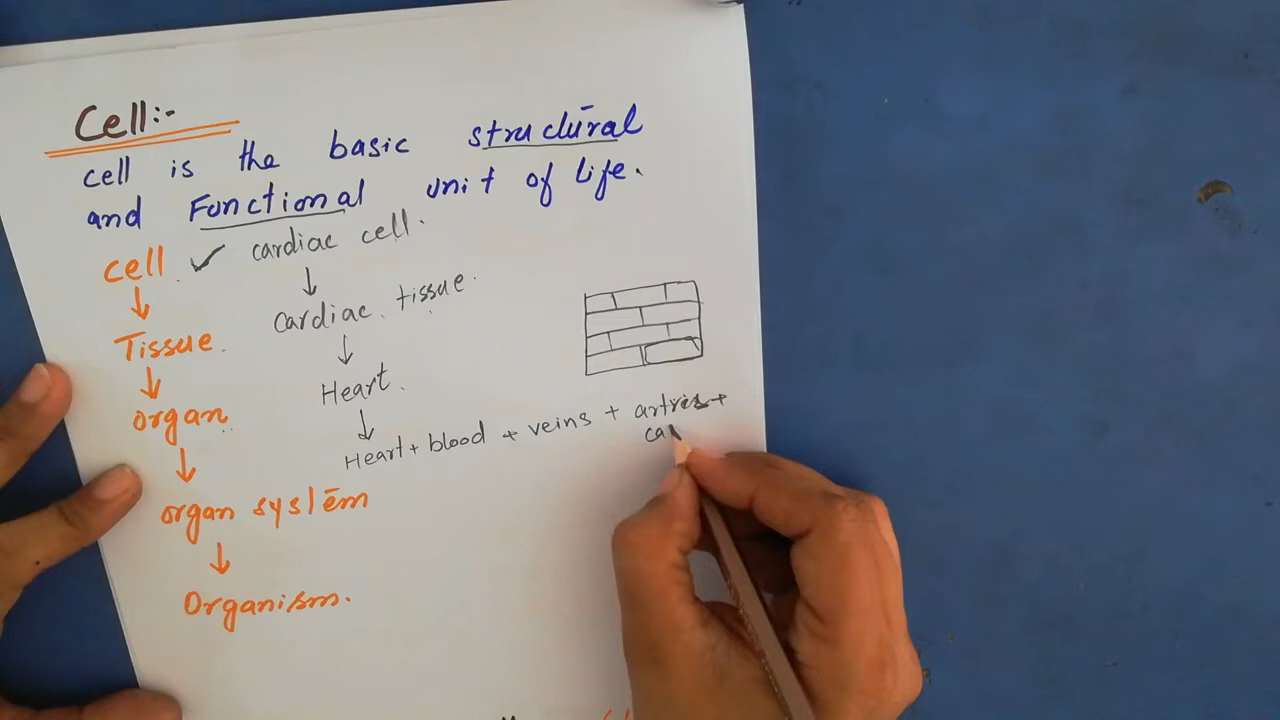 Cell:-
cell is the basic structural
and Functional unit of Life.
cell ✓ cardiac cell.
↓ ↓
Tissue. Cardiac tissue.
↓ ↓
organ Heart.
↓ ↓
Heart + blood + veins + artries +
ca
organ system
↓
Organism.